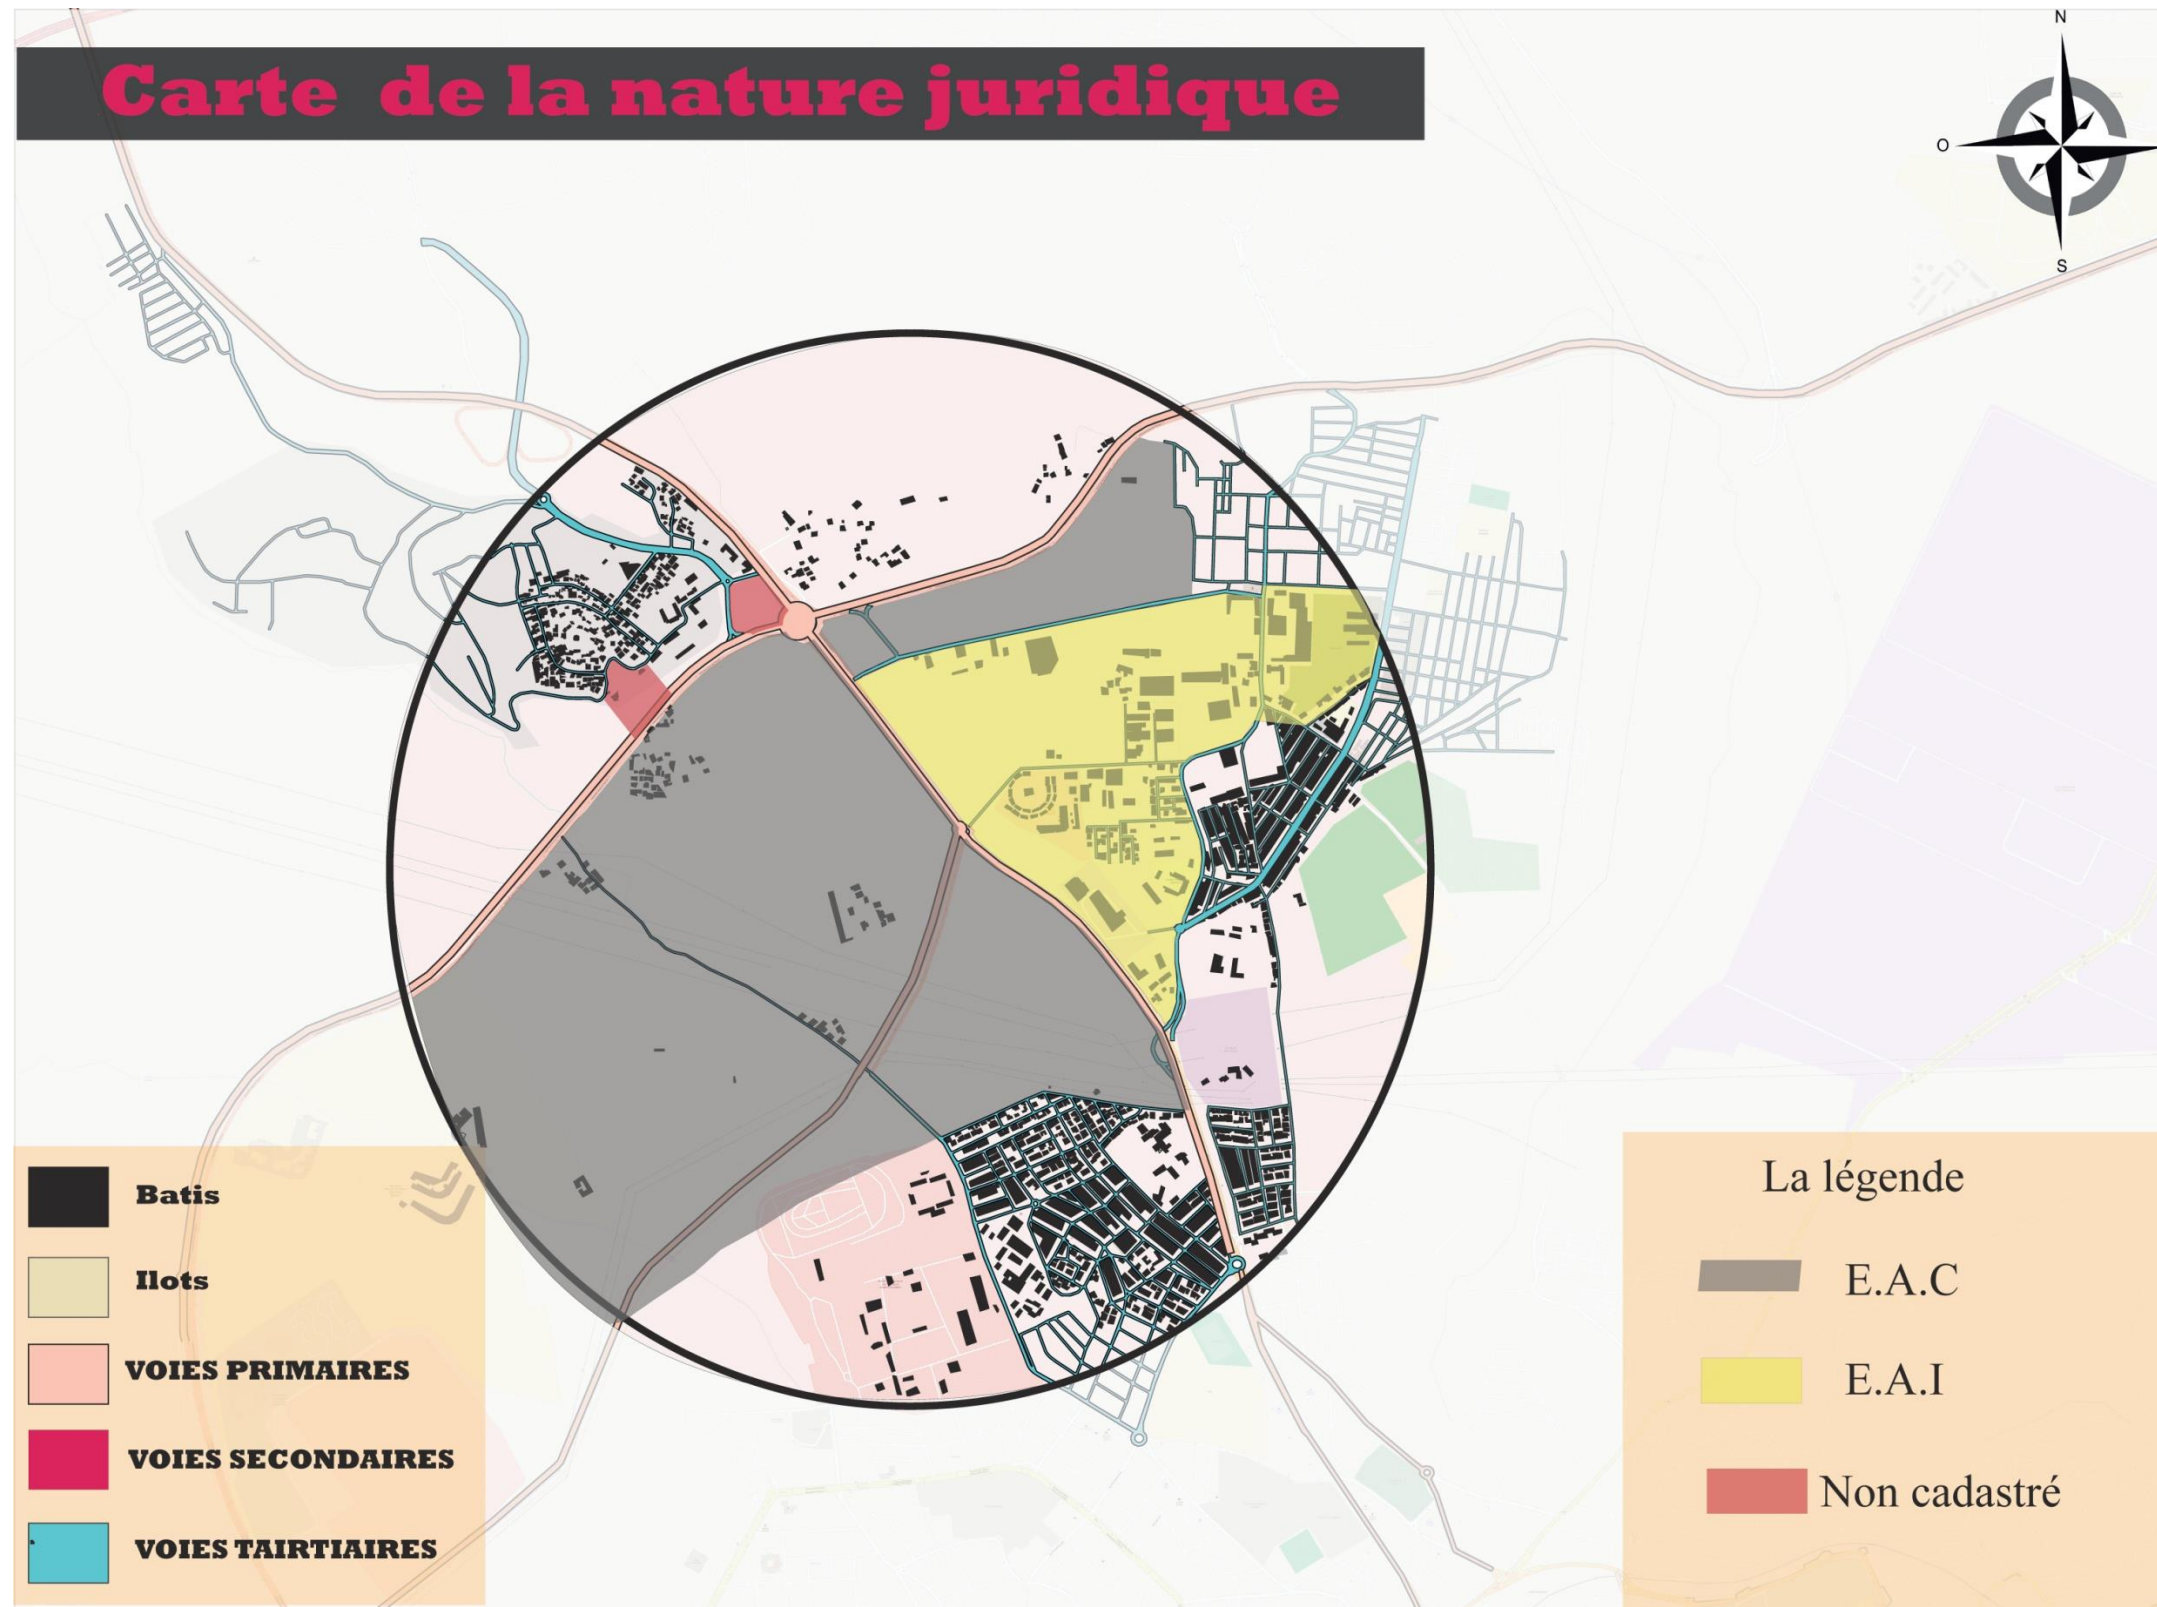 N
Carte de la nature juridique
O
S
Batis
Ilots
VOIES PRIMAIRES
VOIES SECONDAIRES
VOIES TAIRTIAIRES
La légende
E.A.C
E.A.I
Non cadastré